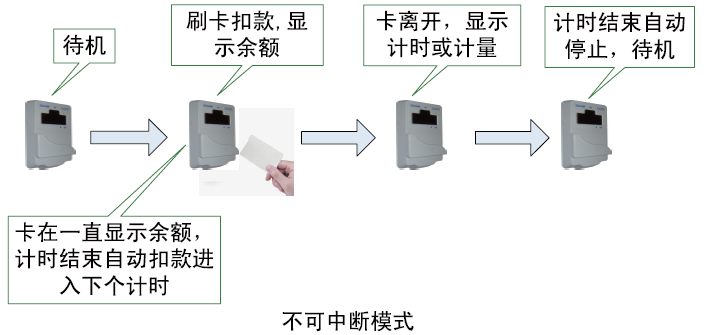 待机
刷卡扣款,显
示余额
卡离开，显示
计时或计量
计时结束自动
停止，待机
卡在一直显示余额，
计时结束自动扣款进
入下个计时
不可中断模式